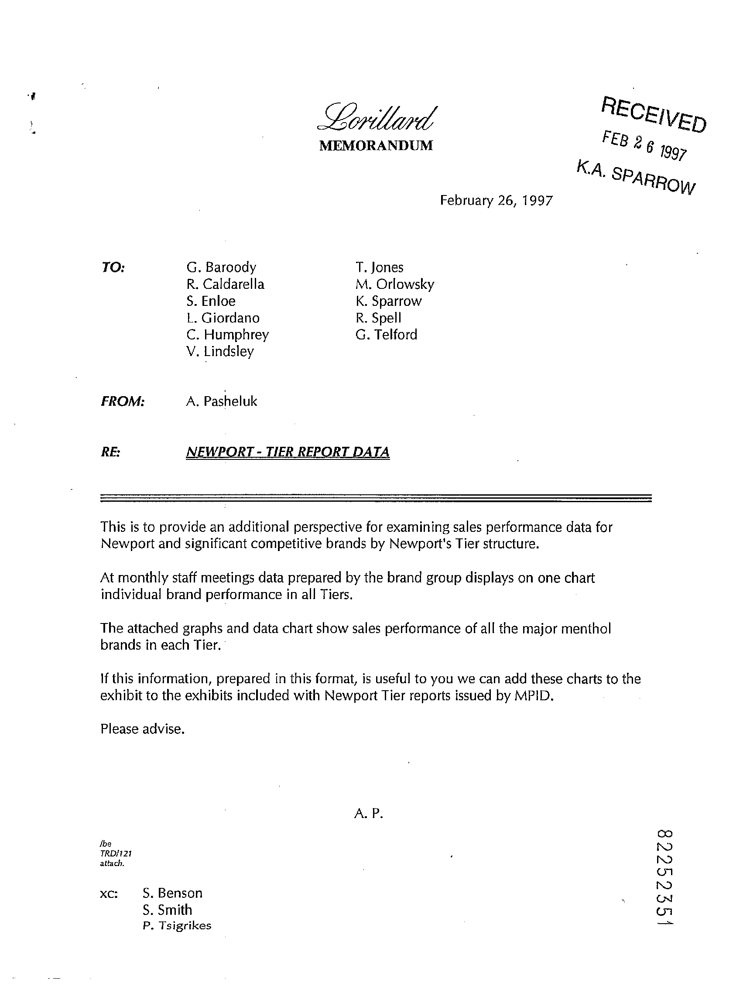 Lorillard
MEMORANDUM
RECEIVED
FEB 26 1997
K.A. SPARROW
February 26, 1997
TO: G. Baroody T. Jones
R. Caldarella M. Orlowsky
S. Enloe K. Sparrow
L. Giordano R. Spell
C. Humphrey G. Telford
V. Lindsley
FROM: A. Pasheluk
RE: NEWPORT - TIER REPORT DATA
This is to provide an additional perspective for examining sales performance data for
Newport and significant competitive brands by Newport's Tier structure.
At monthly staff meetings data prepared by the brand group displays on one chart
individual brand performance in all Tiers.
The attached graphs and data chart show sales performance of all the major menthol
brands in each Tier.
If this information, prepared in this format, is useful to you we can add these charts to the
exhibit to the exhibits included with Newport Tier reports issued by MPID.
Please advise.
A. P.
/be
TRD/121
attach.
xc: S. Benson
S. Smith
P. Tsigrikes
82252351